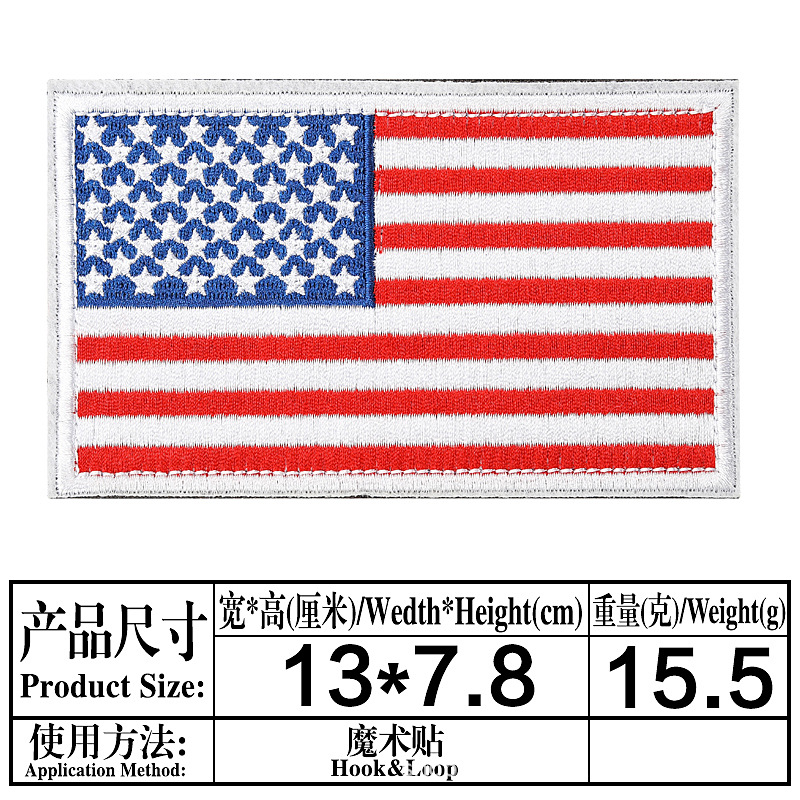 产品尺寸
Product Size:
宽*高(厘米)/Wedth*Height(cm)
重量(克)/Weight(g)
13*7.8
15.5
使用方法:
Application Method:
魔术贴
Hook&Loop